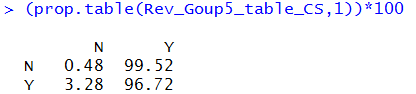 > (prop.table(Rev_Goup5_table_CS,1))*100
N Y
N 0.48 99.52
Y 3.28 96.72